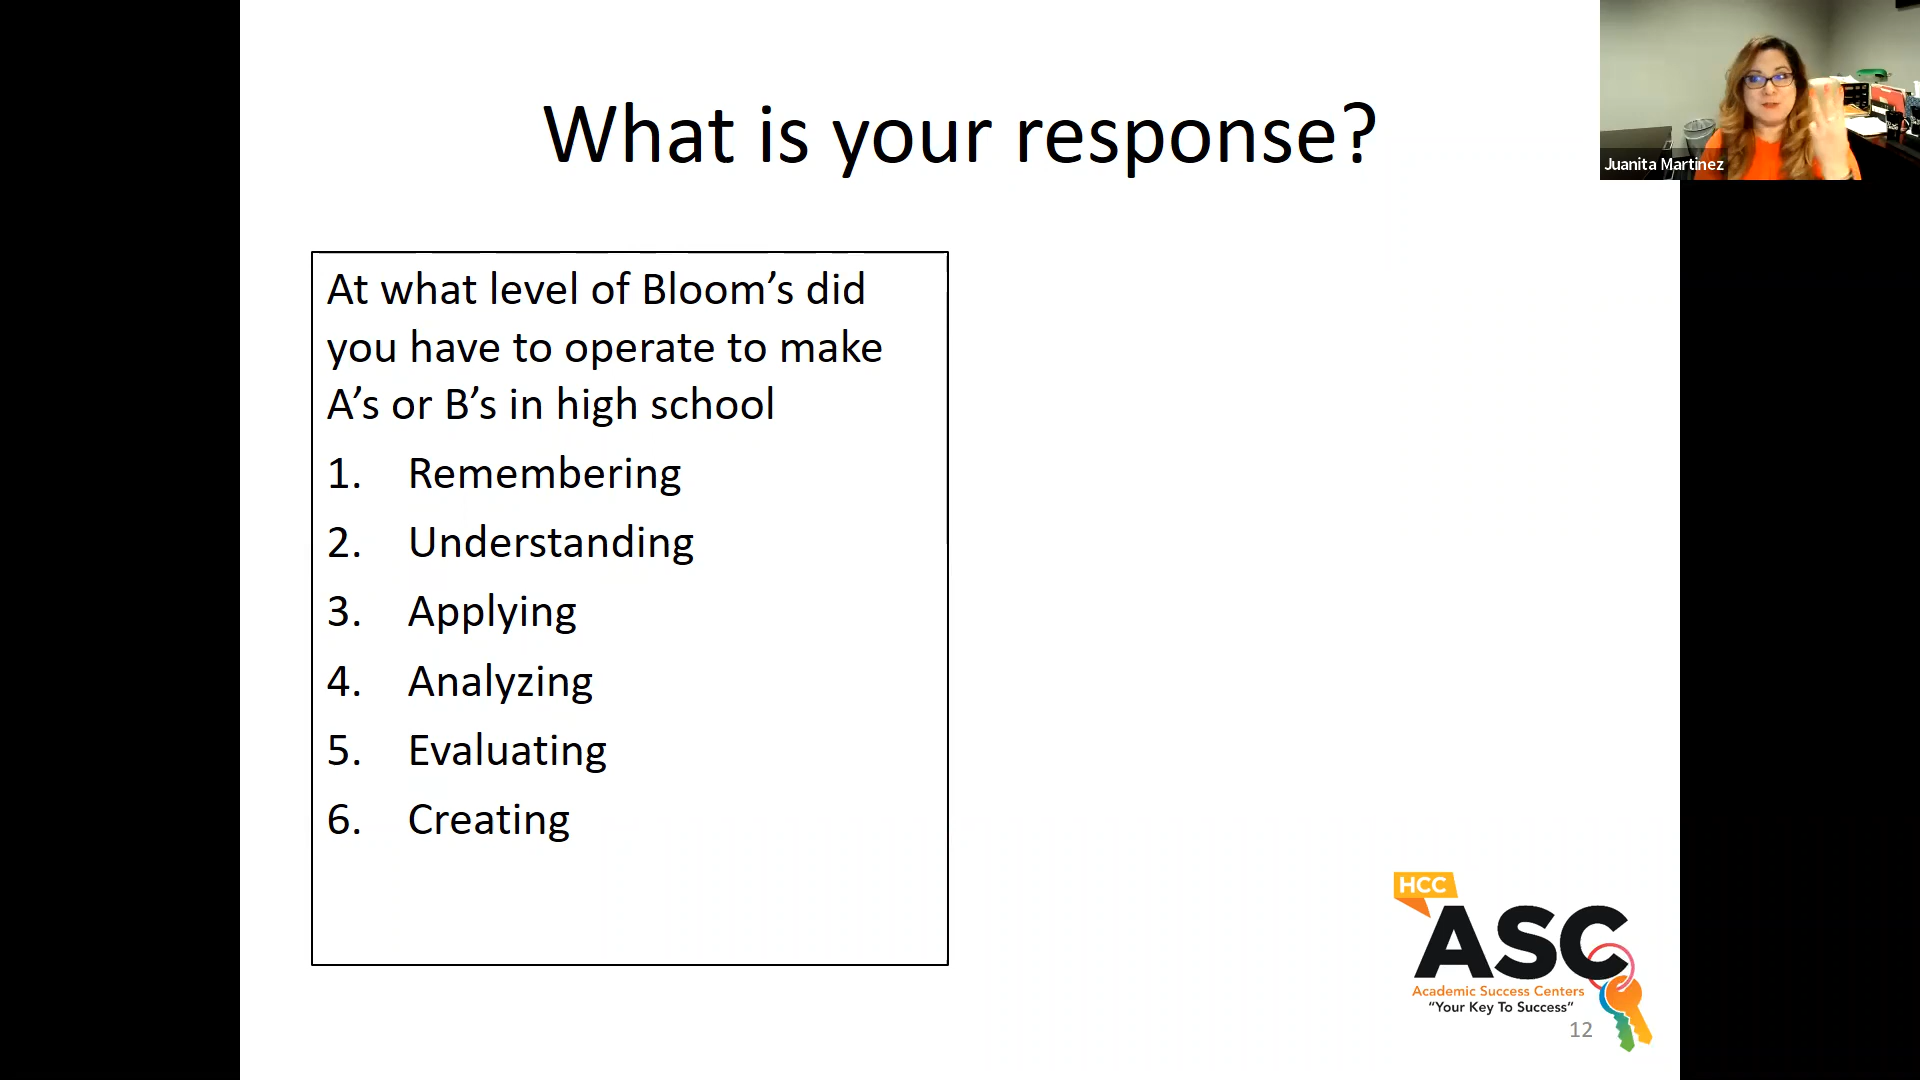 What is your response?
Juanita Martinez
At what level of Bloom’s did
you have to operate to make
A’s or B’s in high school
1. Remembering
2. Understanding
3. Applying
4. Analyzing
5. Evaluating
6. Creating
HCC
ASC
Academic Success Centers
“Your Key To Success”
12